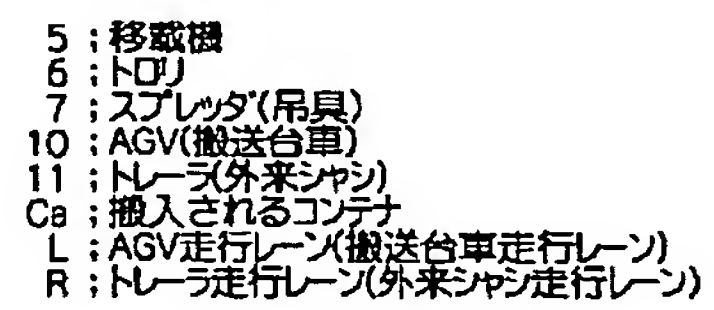 5 ; 移載機
6 ; トロリ
7 ; スプレッダ(吊具)
10 ; AGV(搬送台車)
11 ; トレーラ(外来シャシ)
Ca ; 搬入されるコンテナ
L ; AGV走行レーン(搬送台車走行レーン)
R ; トレーラ走行レーン(外来シャシ走行レーン)